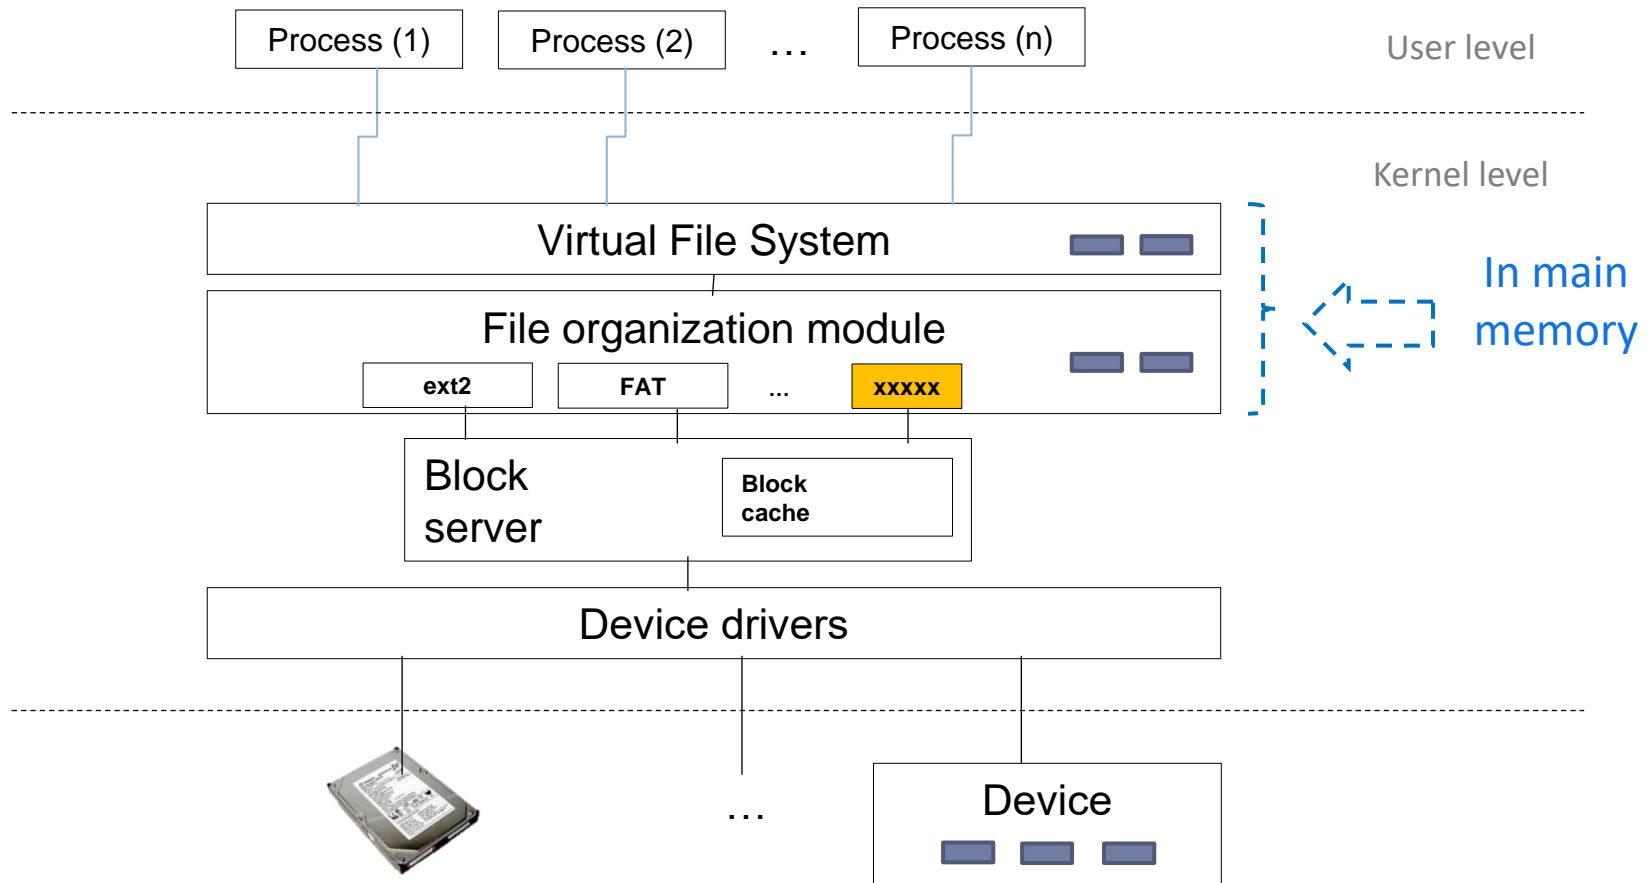 Process (1)
Process (2)
...
Process (n)
User level
Kernel level
Virtual File System
In main
memory
File organization module
ext2
FAT
...
xxxxx
Block
server
Block
cache
Device drivers
...
Device